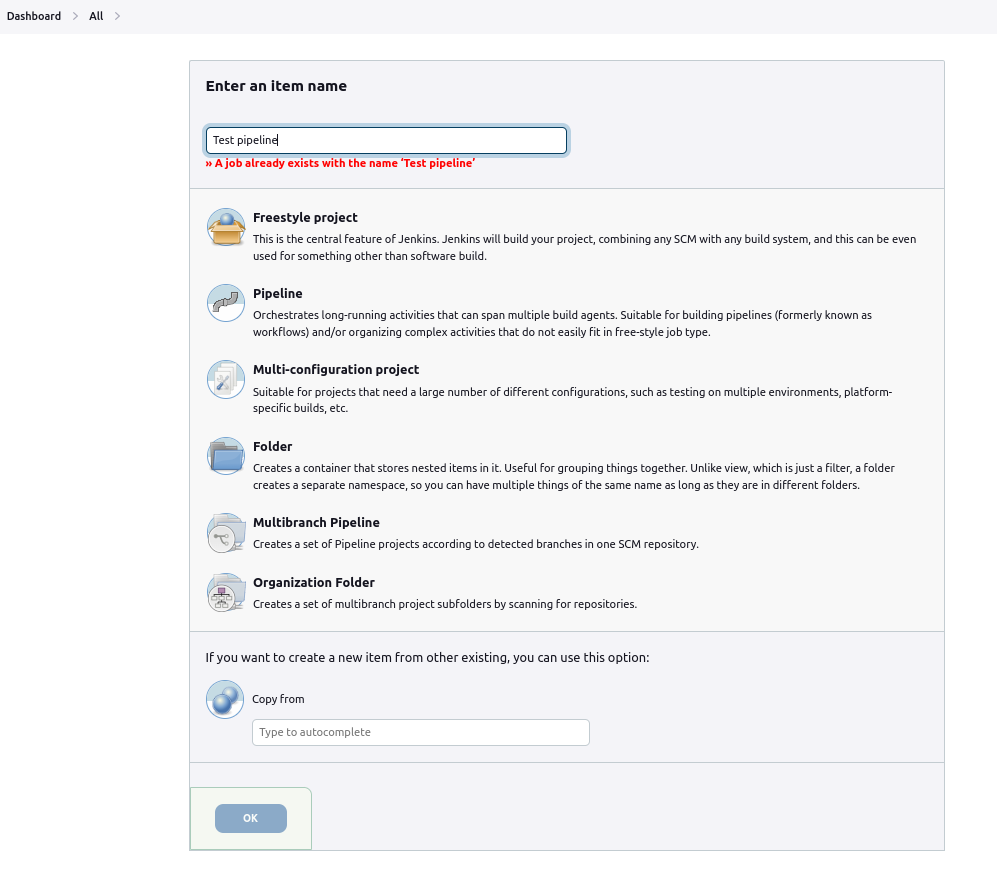 Dashboard > All >
Enter an item name
Test pipeline
» A job already exists with the name ‘Test pipeline’
Freestyle project
This is the central feature of Jenkins. Jenkins will build your project, combining any SCM with any build system, and this can be even
used for something other than software build.
Pipeline
Orchestrates long-running activities that can span multiple build agents. Suitable for building pipelines (formerly known as
workflows) and/or organizing complex activities that do not easily fit in free-style job type.
Multi-configuration project
Suitable for projects that need a large number of different configurations, such as testing on multiple environments, platform-
specific builds, etc.
Folder
Creates a container that stores nested items in it. Useful for grouping things together. Unlike view, which is just a filter, a folder
creates a separate namespace, so you can have multiple things of the same name as long as they are in different folders.
Multibranch Pipeline
Creates a set of Pipeline projects according to detected branches in one SCM repository.
Organization Folder
Creates a set of multibranch project subfolders by scanning for repositories.
If you want to create a new item from other existing, you can use this option:
Copy from
Type to autocomplete
OK